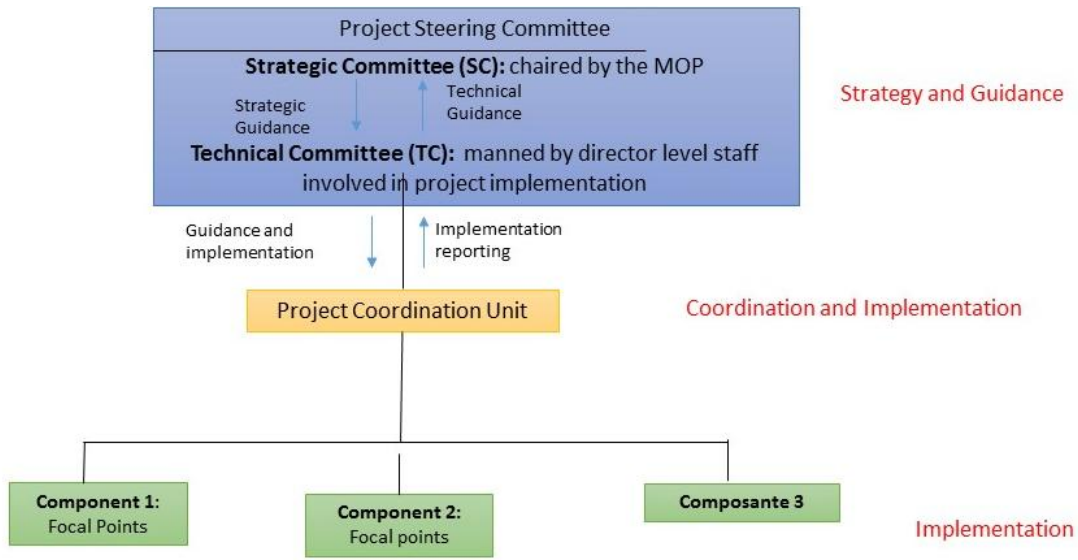 Project Steering Committee
Strategic Committee (SC): chaired by the MOP
Strategic
Guidance
Technical
Guidance
Technical Committee (TC): manned by director level staff
involved in project implementation
Strategy and Guidance
Guidance and
implementation
Implementation
reporting
Project Coordination Unit
Coordination and Implementation
Component 1:
Focal Points
Component 2:
Focal points
Composante 3
Implementation